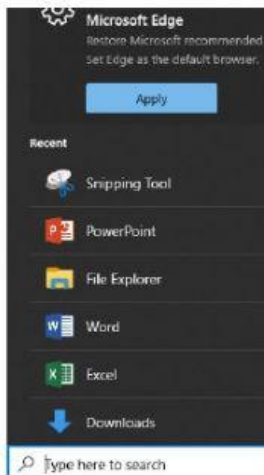 Microsoft Edge
Restore Microsoft recommended
Set Edge as the default browser.
Apply
Recent
Snipping Tool
PowerPoint
File Explorer
Word
Excel
Downloads
Type here to search